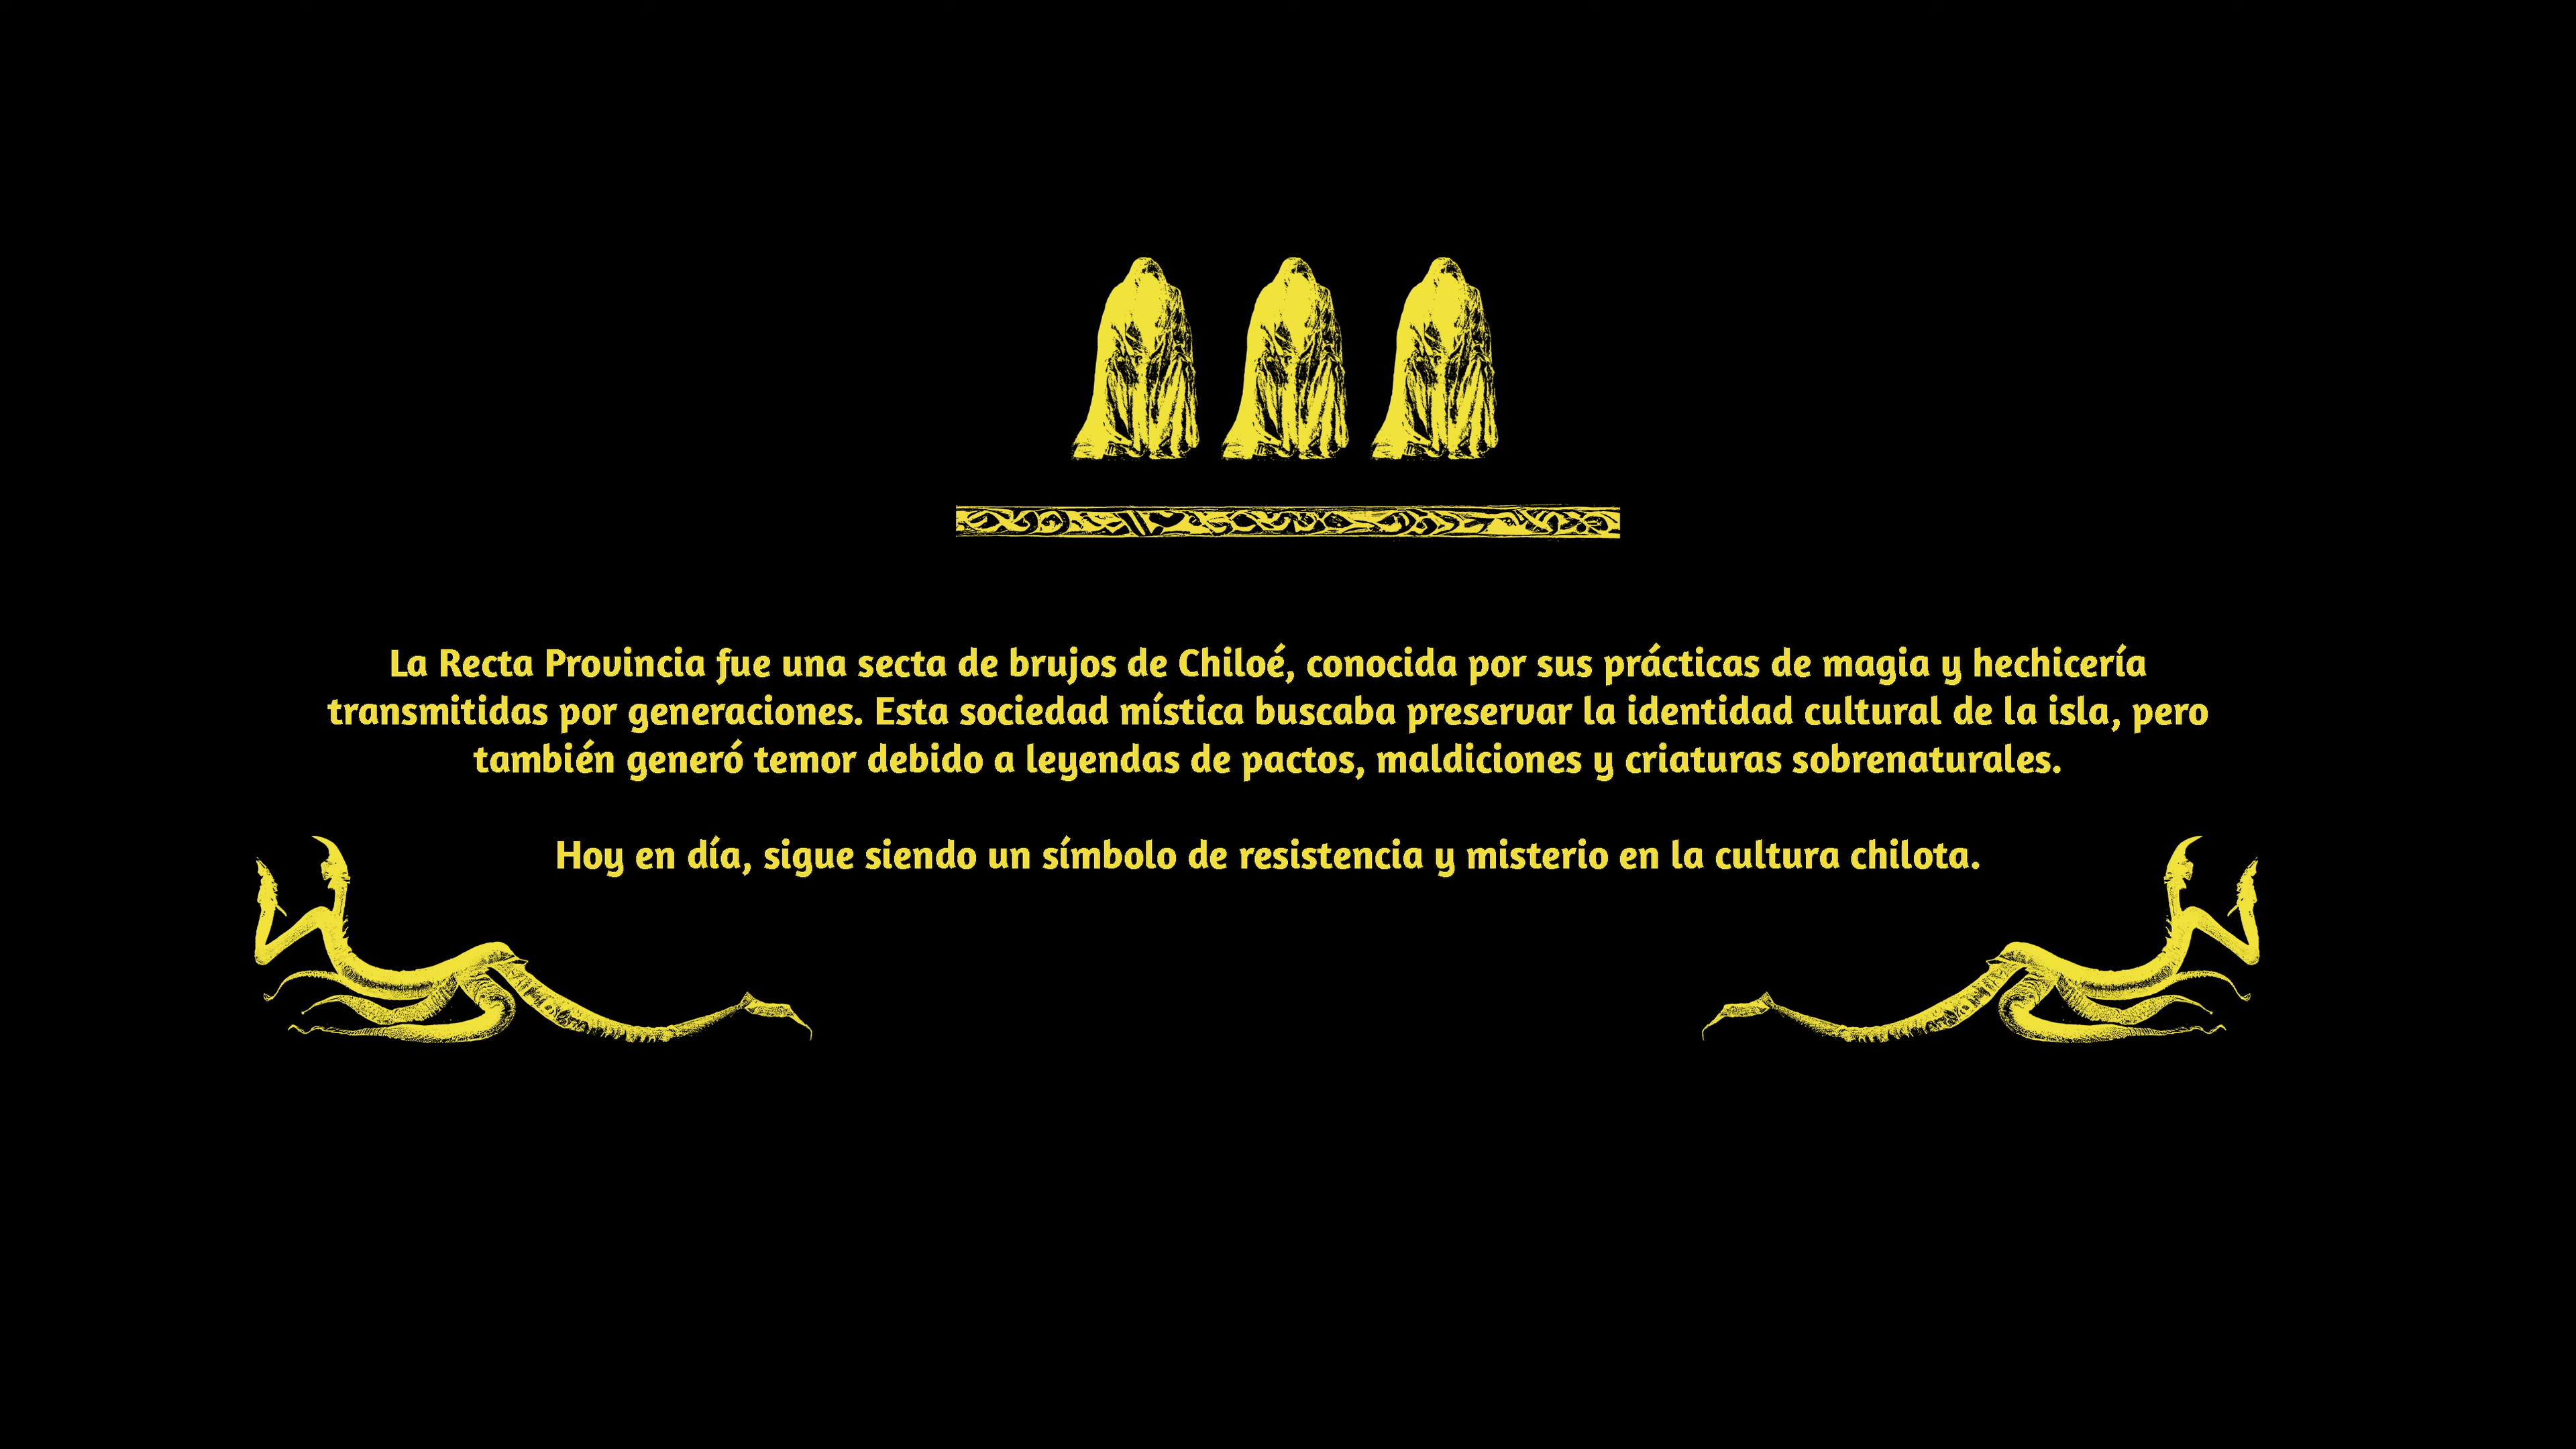 La Recta Provincia fue una secta de brujos de Chiloé, conocida por sus prácticas de magia y hechicería
transmitidas por generaciones. Esta sociedad mística buscaba preservar la identidad cultural de la isla, pero
también generó temor debido a leyendas de pactos, maldiciones y criaturas sobrenaturales.
Hoy en día, sigue siendo un símbolo de resistencia y misterio en la cultura chilota.